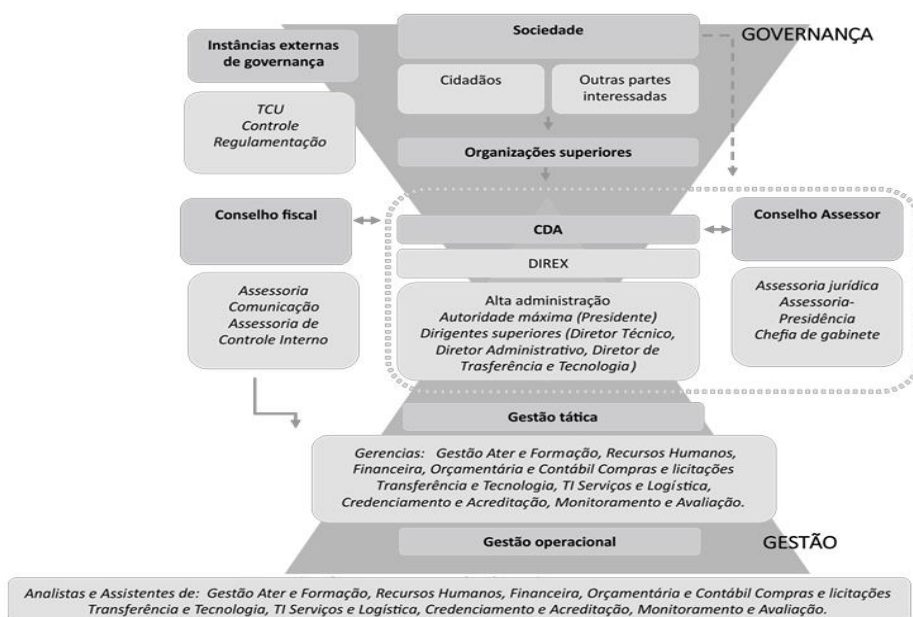 GOVERNANÇA
Sociedade
Instâncias externas
de governança
Cidadãos
Outras partes
interessadas
TCU
Controle
Regulamentação
Organizações superiores
Conselho fiscal
CDA
Conselho Assessor
DIREX
Assessoria
Comunicação
Assessoria de
Controle Interno
Alta administração
Autoridade máxima (Presidente)
Dirigentes superiores (Diretor Técnico,
Diretor Administrativo, Diretor de
Trasferência e Tecnologia)
Assessoria jurídica
Assessoria-
Presidência
Chefia de gabinete
Gestão tática
Gerencias: Gestão Ater e Formação, Recursos Humanos,
Financeira, Orçamentária e Contábil Compras e licitações
Transferência e Tecnologia, TI Serviços e Logística,
Credenciamento e Acreditação, Monitoramento e Avaliação.
Gestão operacional
GESTÃO
Analistas e Assistentes de: Gestão Ater e Formação, Recursos Humanos, Financeira, Orçamentária e Contábil Compras e licitações
Transferência e Tecnologia, TI Serviços e Logística, Credenciamento e Acreditação, Monitoramento e Avaliação.